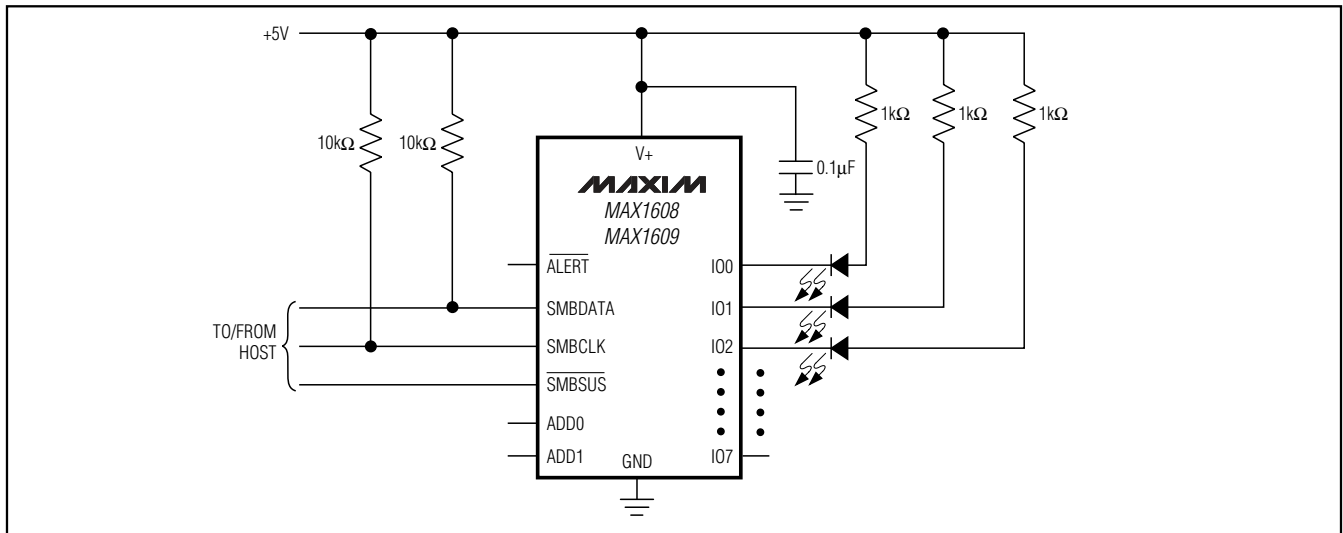 +5V
10kΩ
10kΩ
1kΩ
1kΩ
1kΩ
V+
0.1μF
MAXIM
MAX1608
MAX1609
ALERT
IO0
SMBDATA
IO1
TO/FROM
HOST
SMBCLK
IO2
SMBSUS
ADD0
ADD1
GND
IO7